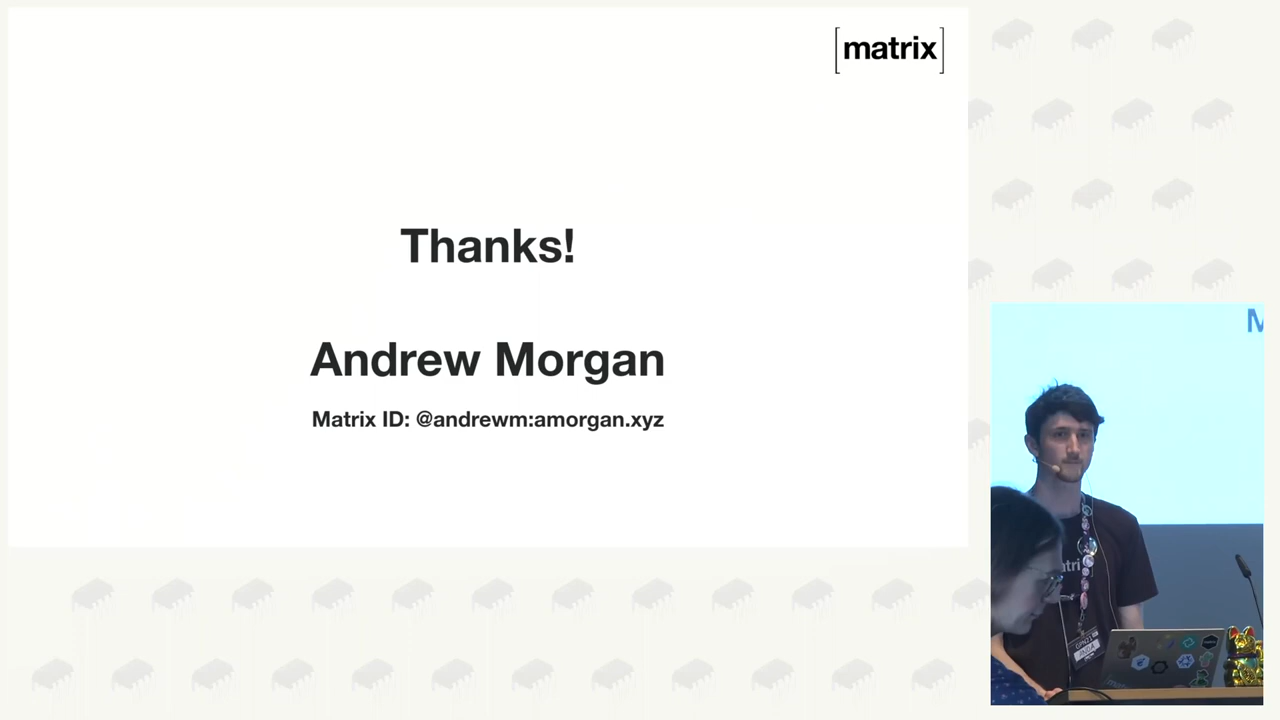 [matrix]
Thanks!
Andrew Morgan
Matrix ID: @andrewm:amorgan.xyz
M